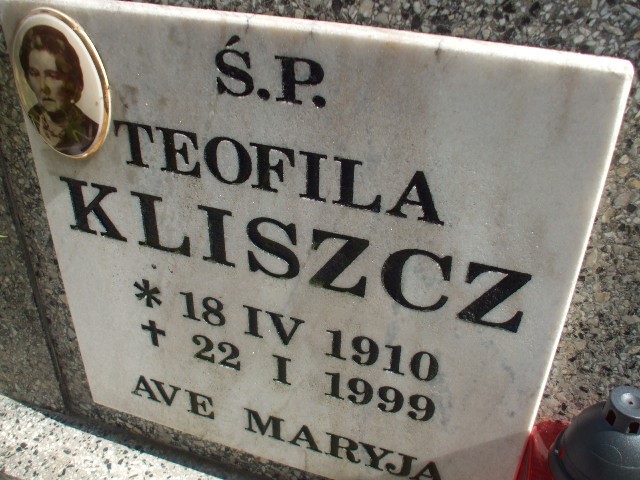 Ś.P.
TEOFILA
KLISZCZ
* 18 IV 1910
✝ 22 I 1999
AVE MARYJA